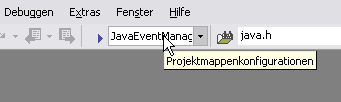 Debuggen Extras Fenster Hilfe
JavaEventManag java.h
Projektmappenkonfigurationen